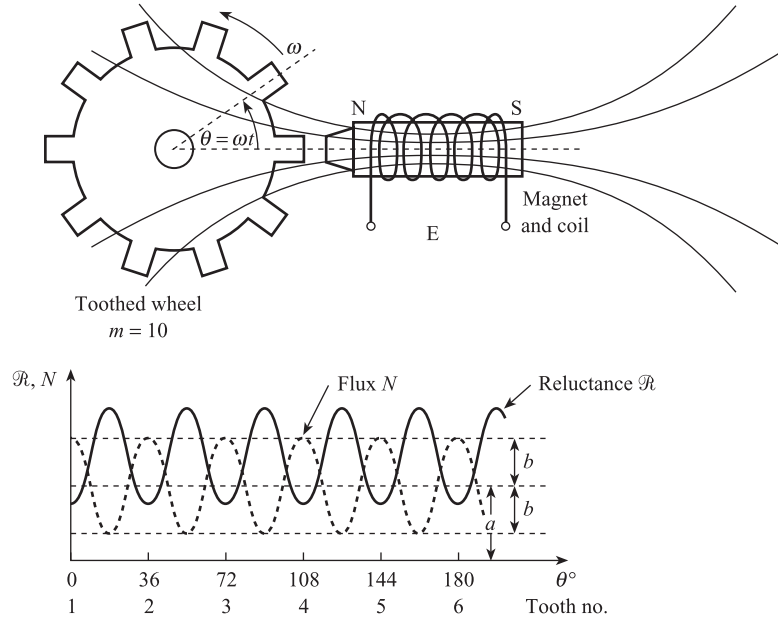 ω
θ = ωt
N
S
E
Magnet
and coil
Toothed wheel
m = 10
ℛ, N
Flux N
Reluctance ℛ
b
b
a
0 36 72 108 144 180 θ°
1 2 3 4 5 6 Tooth no.